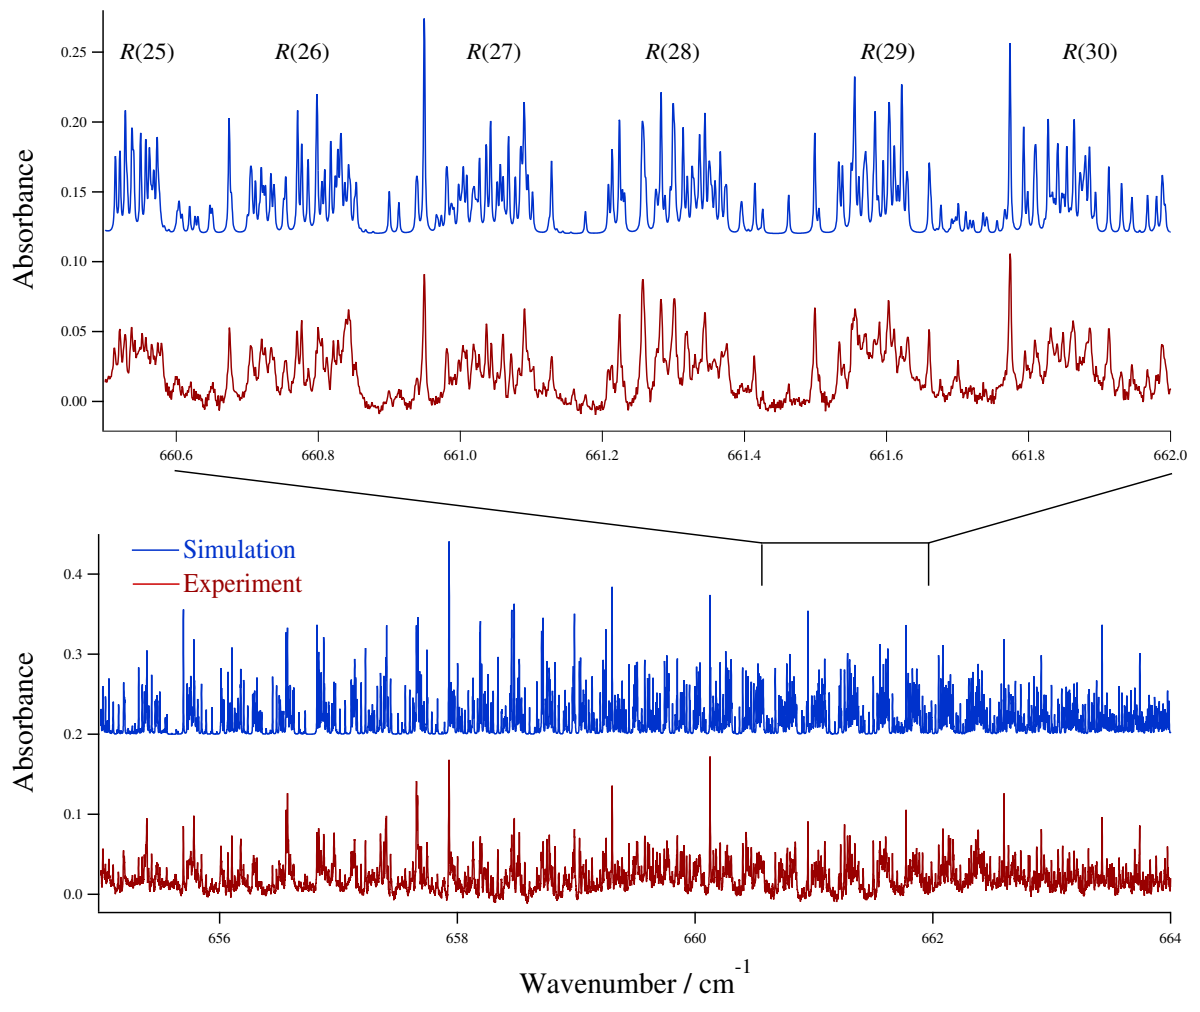 R(25) R(26) R(27) R(28) R(29) R(30)
0.25
0.20
0.15
0.10
0.05
0.00
Absorbance
660.6 660.8 661.0 661.2 661.4 661.6 661.8 662.0
Simulation
Experiment
0.4
0.3
0.2
0.1
0.0
Absorbance
656 658 660 662 664
Wavenumber / cm-1